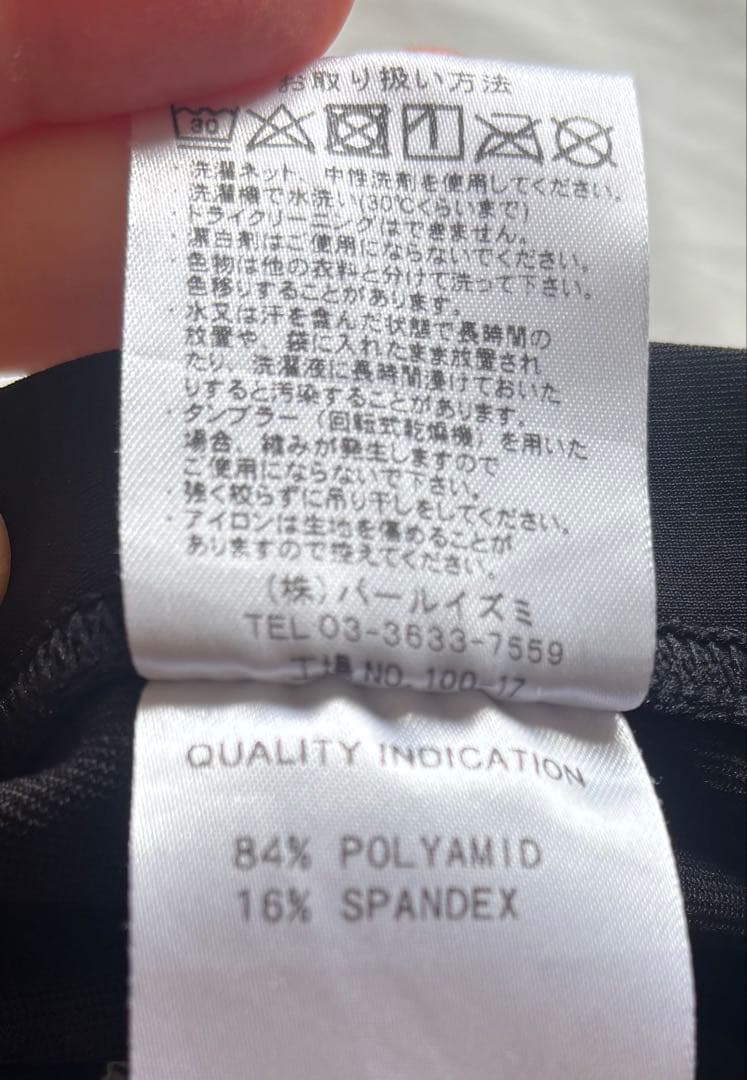 お取り扱い方法
30
・洗濯ネット、中性洗剤を使用してください。
・洗濯機で水洗い(30℃くらいまで)
・ドライクリーニングはできません。
・漂白剤はご使用にならないでください。
・色物は他の衣料と分けて洗って下さい。
色移りすることがあります。
・水又は汗を含んだ状態で長時間の
放置や、袋に入れたまま放置され
たり、洗濯液に長時間漬けておいた
りすると汚染することがあります。
・タンブラー（回転式乾燥機）を用いた
場合、縮みが発生しますので
ご使用にならないで下さい。
・強く絞らずに吊り干しをしてください。
・アイロンは生地を傷めることが
ありますので控えてください。
(株)パールイズミ
TEL 03-3633-7559
工場NO. 100-17
QUALITY INDICATION
84% POLYAMID
16% SPANDEX